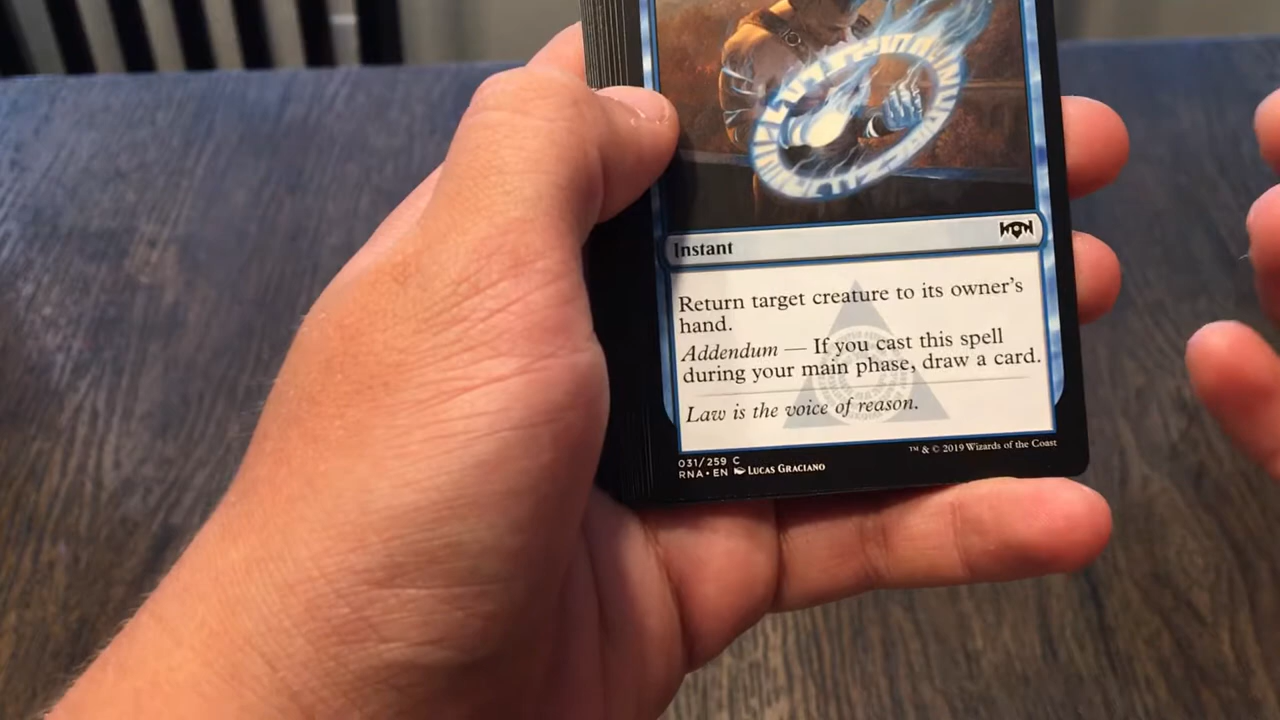 Instant
Return target creature to its owner's
hand.
Addendum — If you cast this spell
during your main phase, draw a card.
Law is the voice of reason.
031/259 C
RNA • EN Lucas Graciano
™ & © 2019 Wizards of the Coast